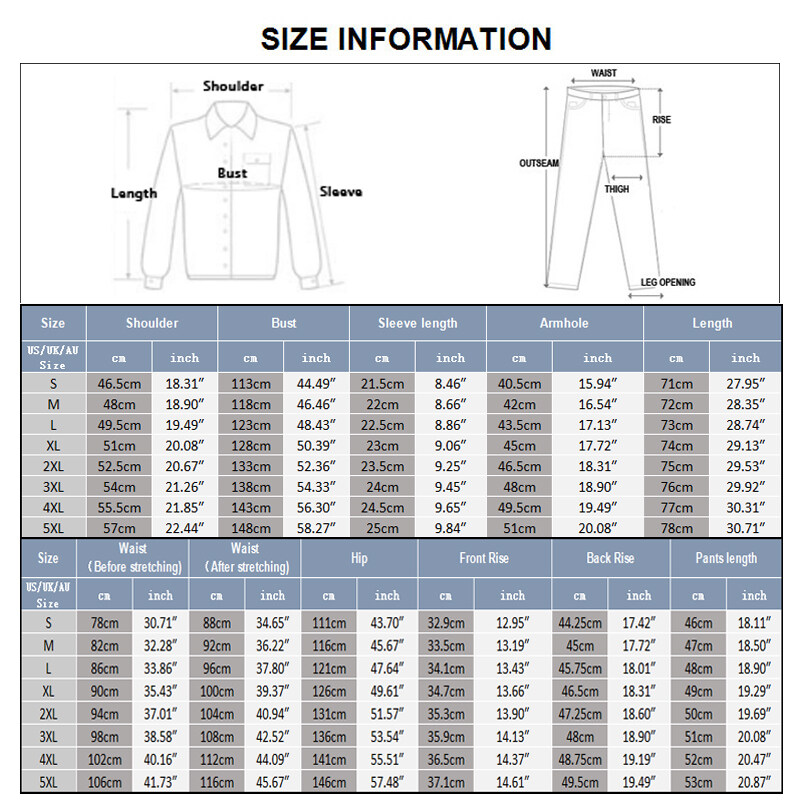 SIZE INFORMATION
Shoulder
Bust
Length
Sleeve
WAIST
RISE
OUTSEAM
THIGH
LEG OPENING
Size Shoulder Bust Sleeve length Armhole Length
US/UK/AU Size cm inch cm inch cm inch cm inch cm inch
S 46.5cm 18.31″ 113cm 44.49″ 21.5cm 8.46″ 40.5cm 15.94″ 71cm 27.95″
M 48cm 18.90″ 118cm 46.46″ 22cm 8.66″ 42cm 16.54″ 72cm 28.35″
L 49.5cm 19.49″ 123cm 48.43″ 22.5cm 8.86″ 43.5cm 17.13″ 73cm 28.74″
XL 51cm 20.08″ 128cm 50.39″ 23cm 9.06″ 45cm 17.72″ 74cm 29.13″
2XL 52.5cm 20.67″ 133cm 52.36″ 23.5cm 9.25″ 46.5cm 18.31″ 75cm 29.53″
3XL 54cm 21.26″ 138cm 54.33″ 24cm 9.45″ 48cm 18.90″ 76cm 29.92″
4XL 55.5cm 21.85″ 143cm 56.30″ 24.5cm 9.65″ 49.5cm 19.49″ 77cm 30.31″
5XL 57cm 22.44″ 148cm 58.27″ 25cm 9.84″ 51cm 20.08″ 78cm 30.71″
Size Waist (Before stretching) Waist (After stretching) Hip Front Rise Back Rise Pants length
US/UK/AU Size cm inch cm inch cm inch cm inch cm inch cm inch
S 78cm 30.71″ 88cm 34.65″ 111cm 43.70″ 32.9cm 12.95″ 44.25cm 17.42″ 46cm 18.11″
M 82cm 32.28″ 92cm 36.22″ 116cm 45.67″ 33.5cm 13.19″ 45cm 17.72″ 47cm 18.50″
L 86cm 33.86″ 96cm 37.80″ 121cm 47.64″ 34.1cm 13.43″ 45.75cm 18.01″ 48cm 18.90″
XL 90cm 35.43″ 100cm 39.37″ 126cm 49.61″ 34.7cm 13.66″ 46.5cm 18.31″ 49cm 19.29″
2XL 94cm 37.01″ 104cm 40.94″ 131cm 51.57″ 35.3cm 13.90″ 47.25cm 18.60″ 50cm 19.69″
3XL 98cm 38.58″ 108cm 42.52″ 136cm 53.54″ 35.9cm 14.13″ 48cm 18.90″ 51cm 20.08″
4XL 102cm 40.16″ 112cm 44.09″ 141cm 55.51″ 36.5cm 14.37″ 48.75cm 19.19″ 52cm 20.47″
5XL 106cm 41.73″ 116cm 45.67″ 146cm 57.48″ 37.1cm 14.61″ 49.5cm 19.49″ 53cm 20.87″